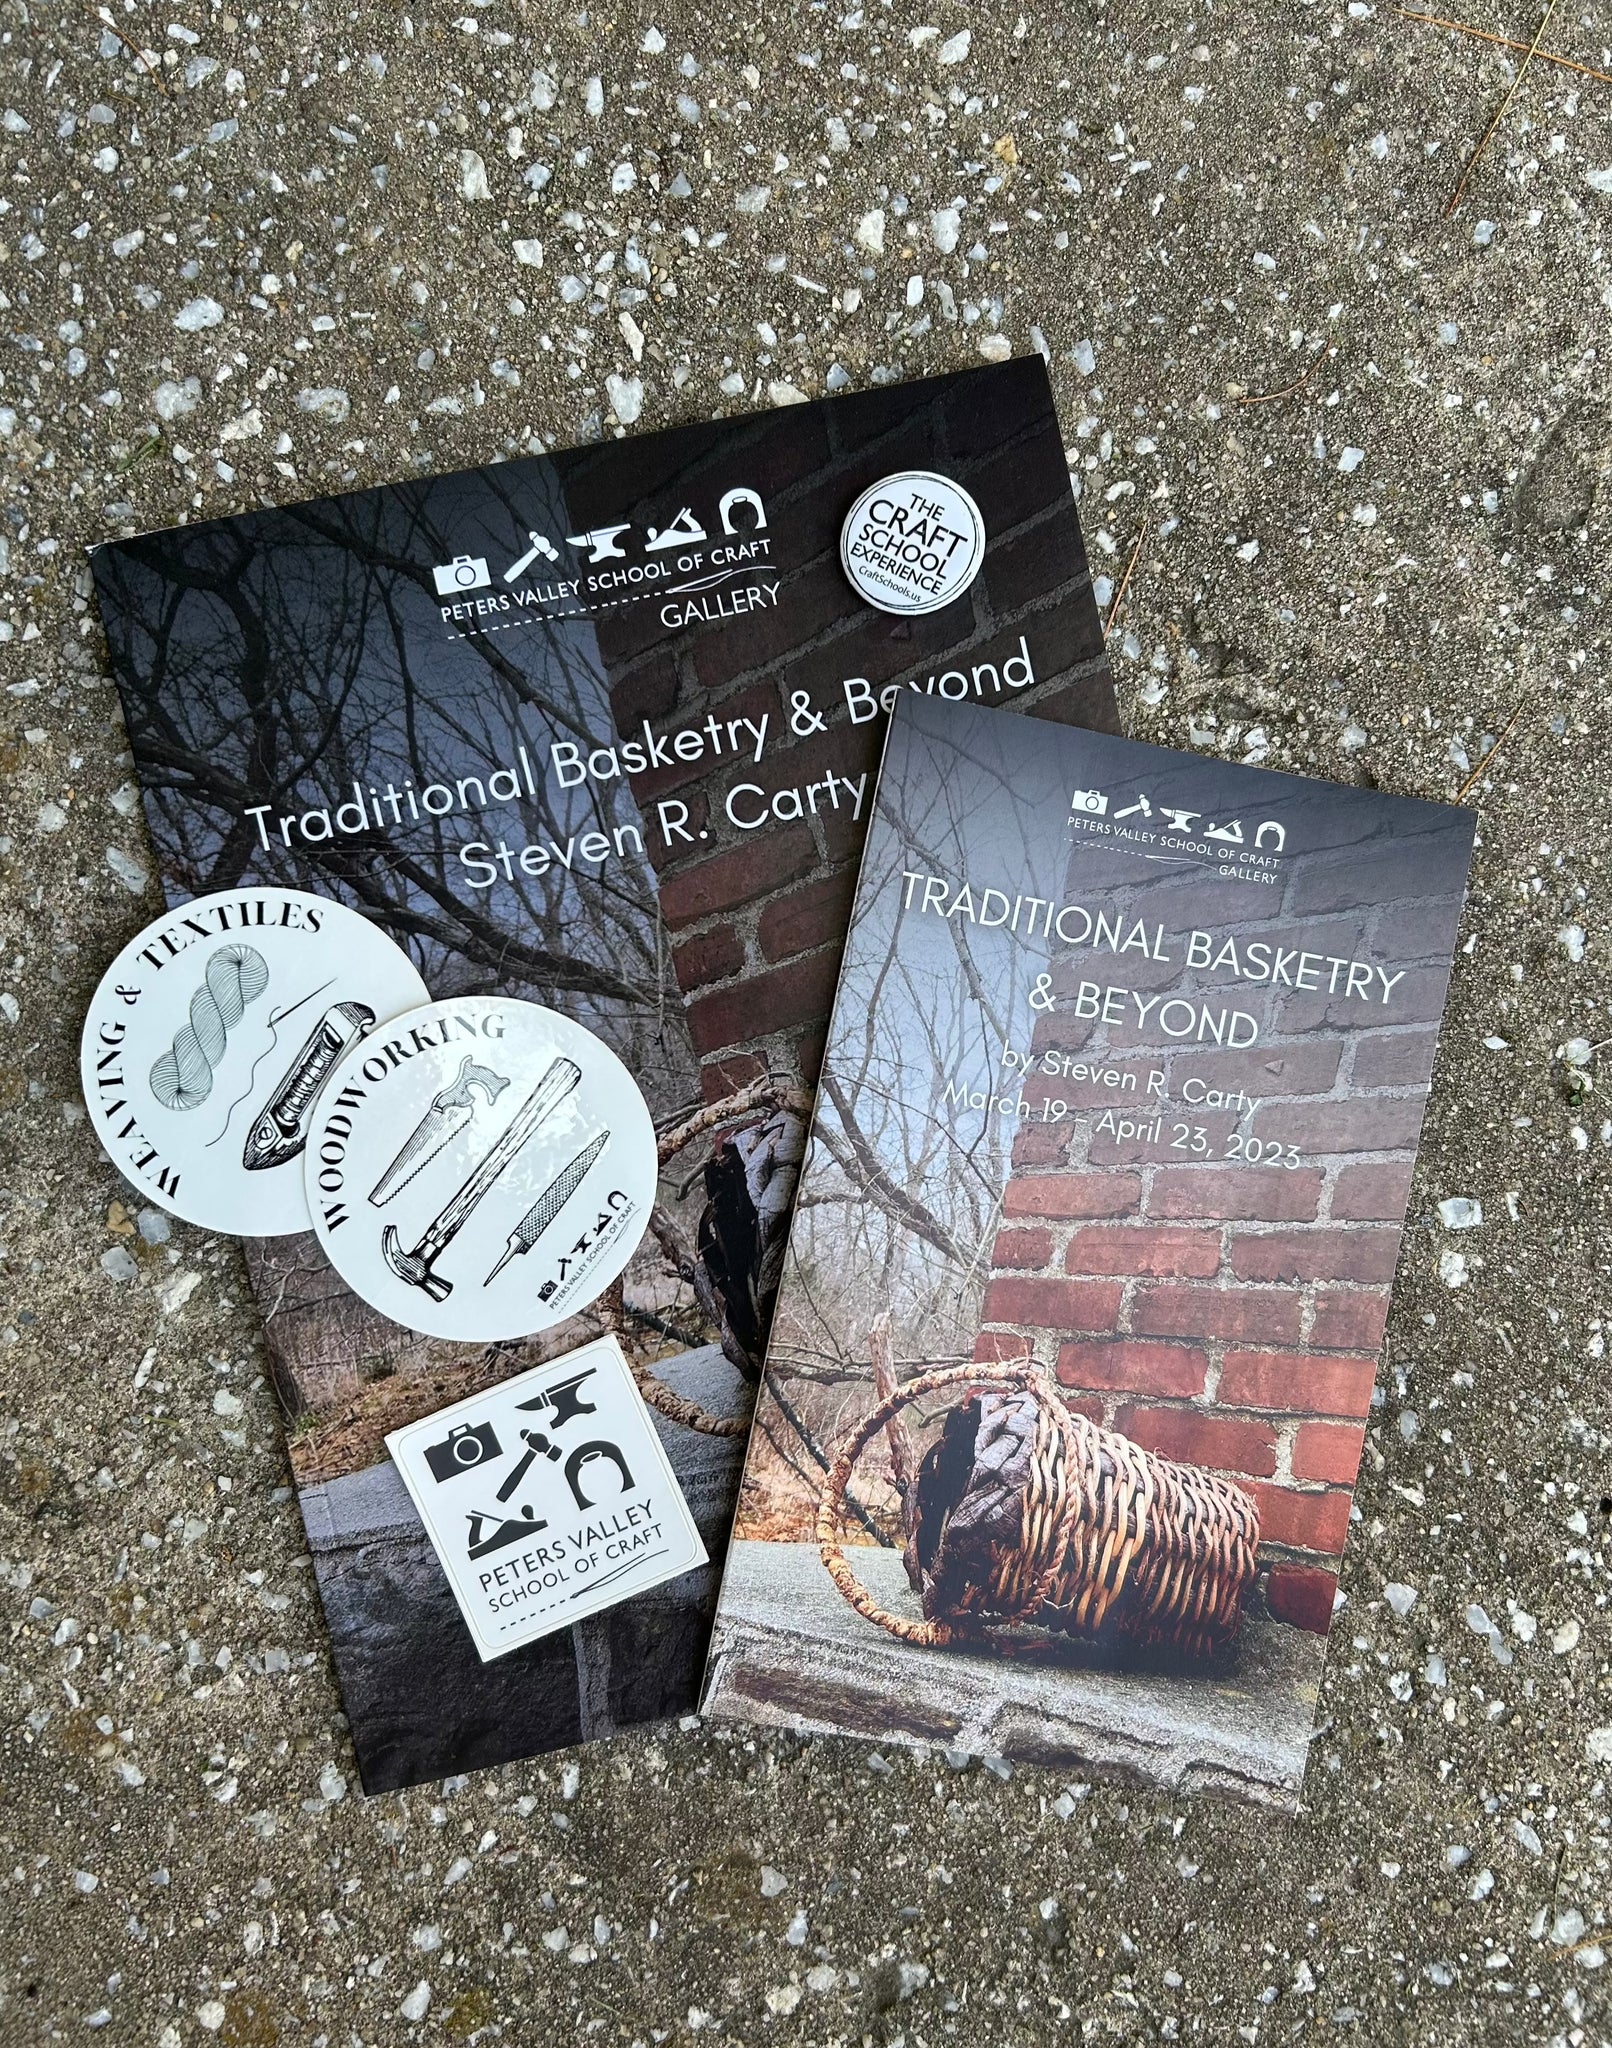 PETERS VALLEY SCHOOL OF CRAFT
GALLERY
THE
CRAFT
SCHOOL
EXPERIENCE
CraftSchools.us
Traditional Basketry & Beyond
Steven R. Carty
PETERS VALLEY SCHOOL OF CRAFT
GALLERY
TRADITIONAL BASKETRY
& BEYOND
by Steven R. Carty
March 19 - April 23, 2023
WEAVING & TEXTILES
WOODWORKING
PETERS VALLEY SCHOOL OF CRAFT
PETERS VALLEY
SCHOOL OF CRAFT